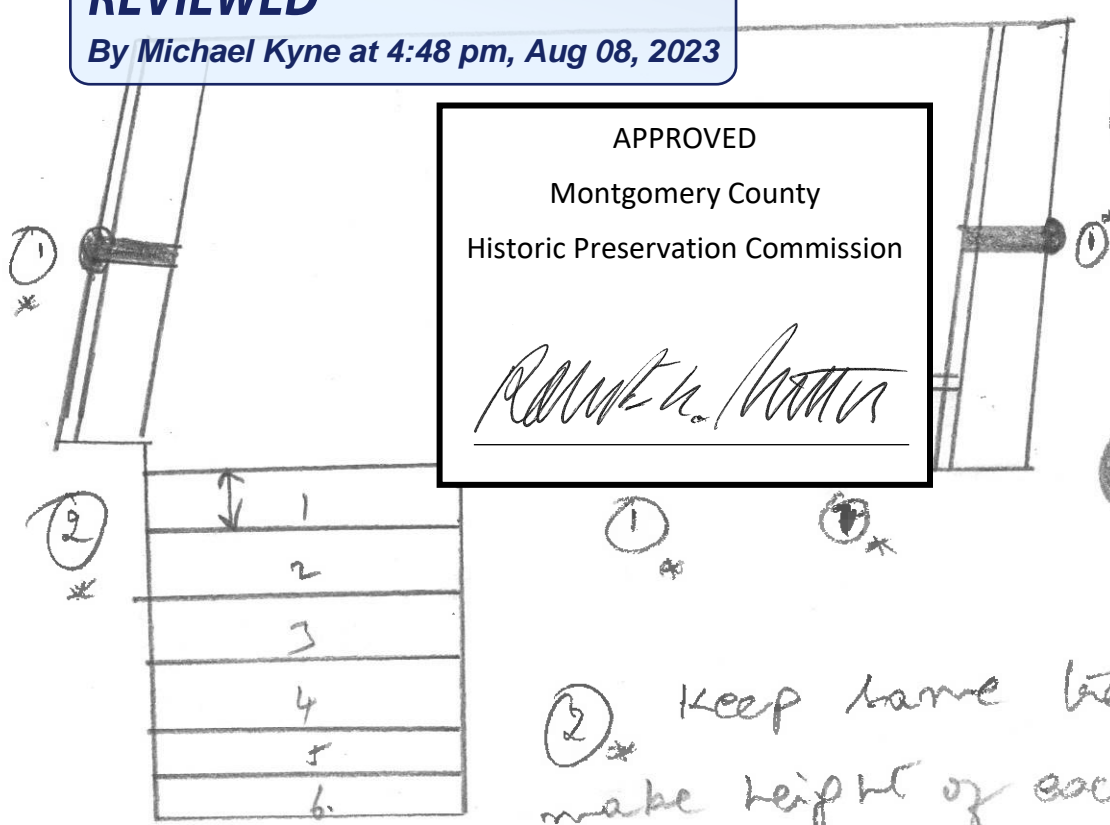 REVIEWED
By Michael Kyne at 4:48 pm, Aug 08, 2023
APPROVED
Montgomery County
Historic Preservation Commission
1
*
1
*
2
*
1
*
*
1
2
3
4
5
6.
2
*
Keep same
make height of